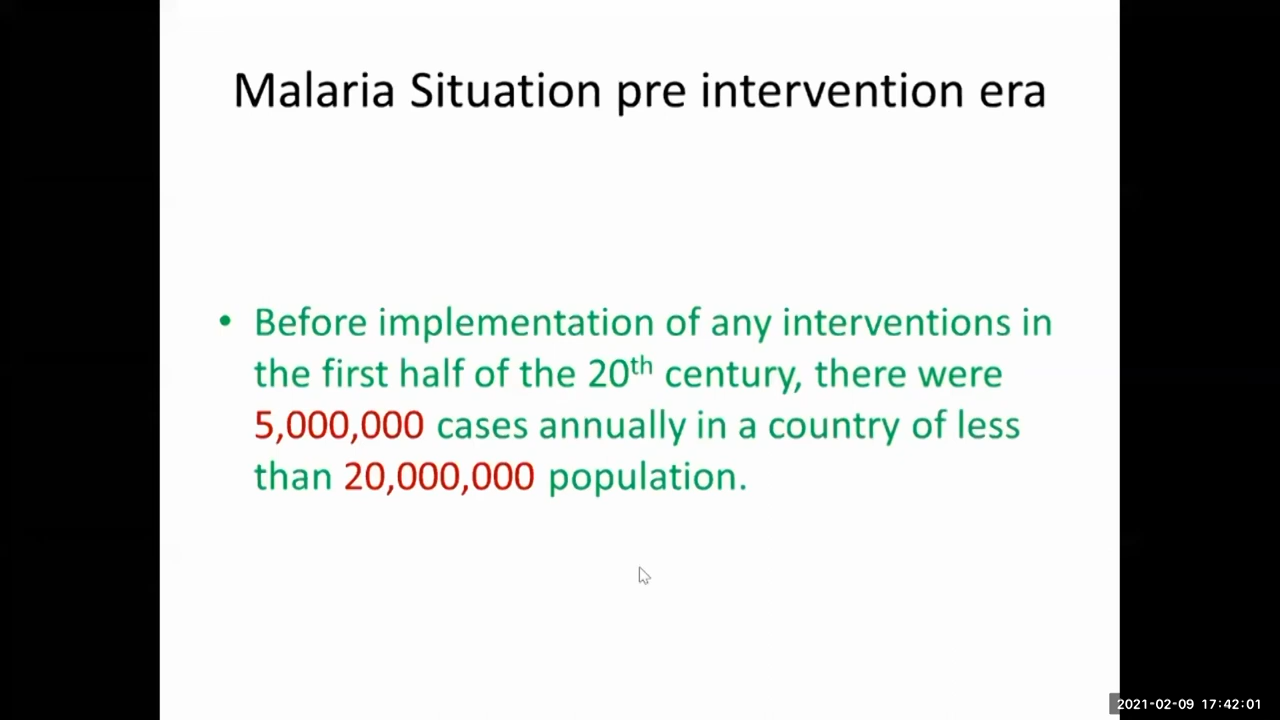 Malaria Situation pre intervention era
• Before implementation of any interventions in
the first half of the 20th century, there were
5,000,000 cases annually in a country of less
than 20,000,000 population.
2021-02-09 17:42:01